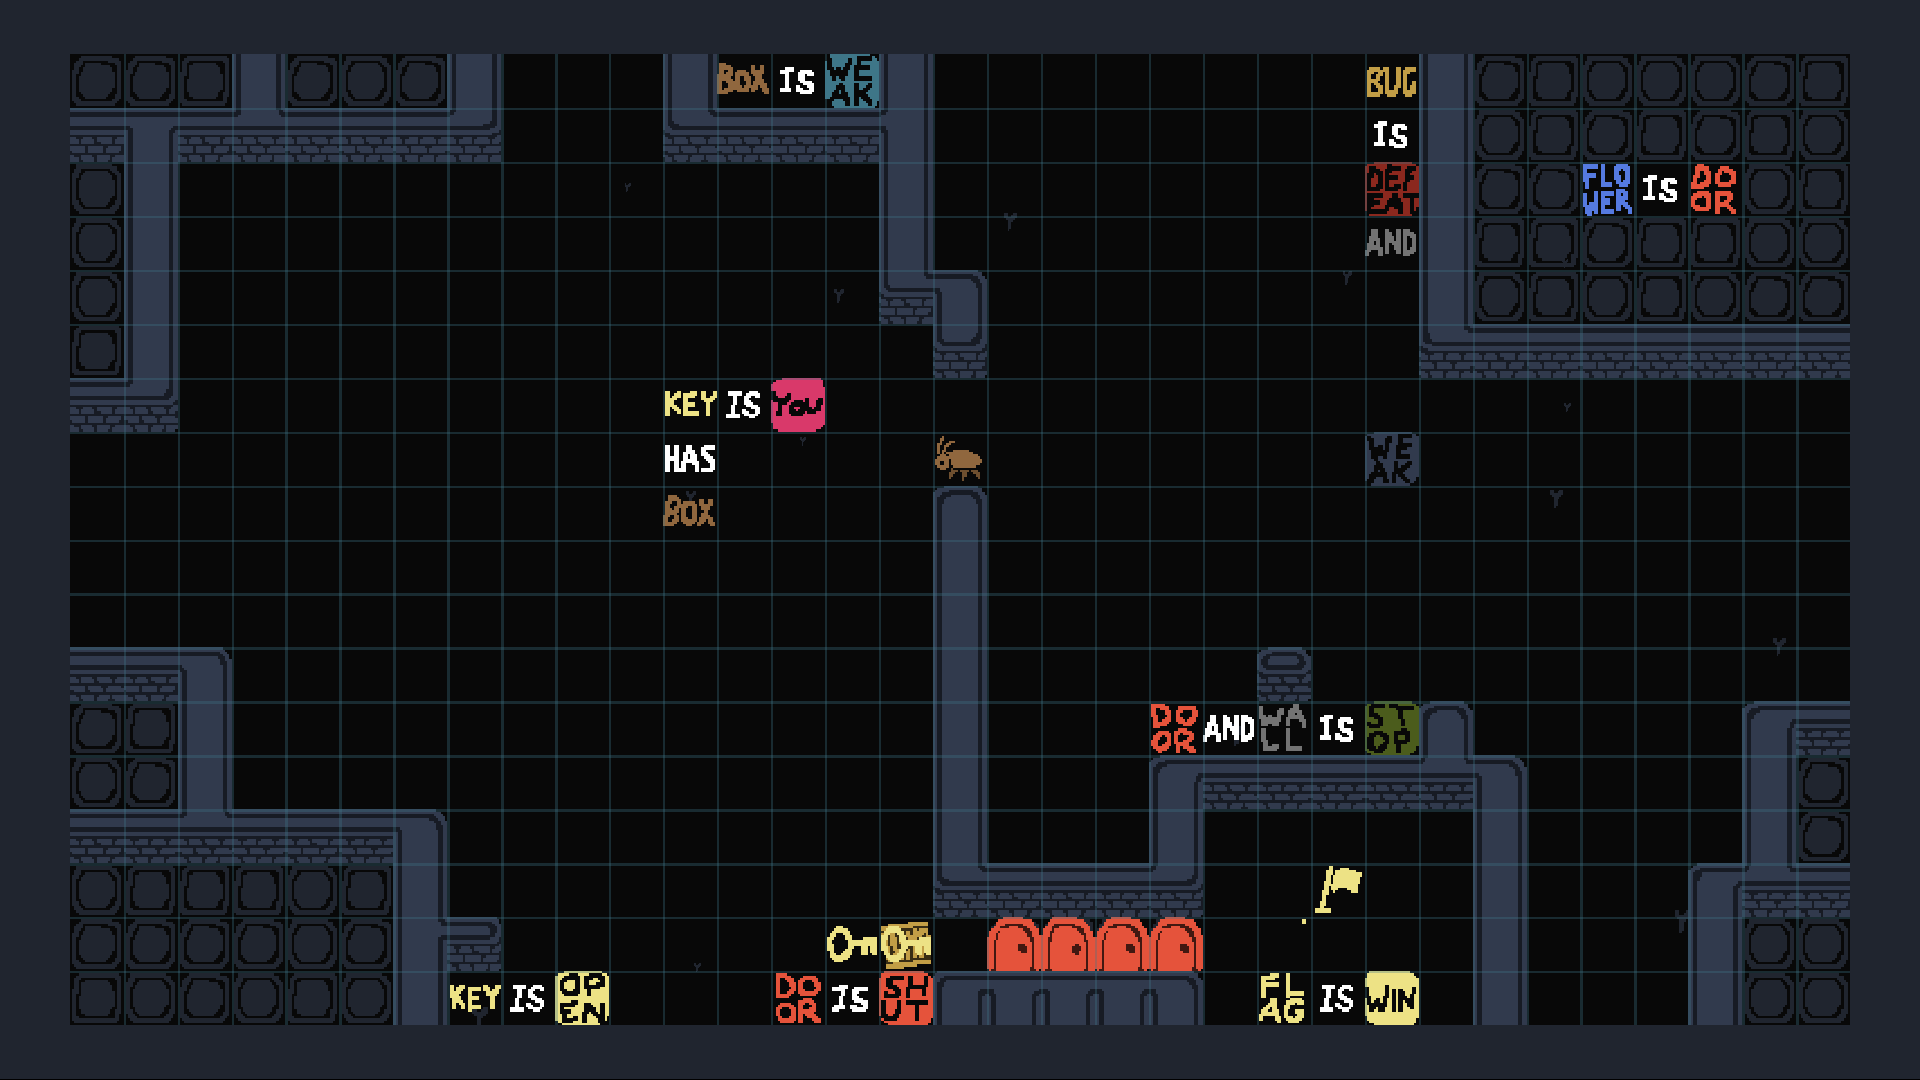 BOX IS WEAK
BUG
IS
DEFEAT
AND
FLOWER IS DOOR
KEY IS YOU
HAS
BOX
WEAK
DOOR AND WALL IS STOP
KEY IS OPEN
DOOR IS SHUT
FLAG IS WIN